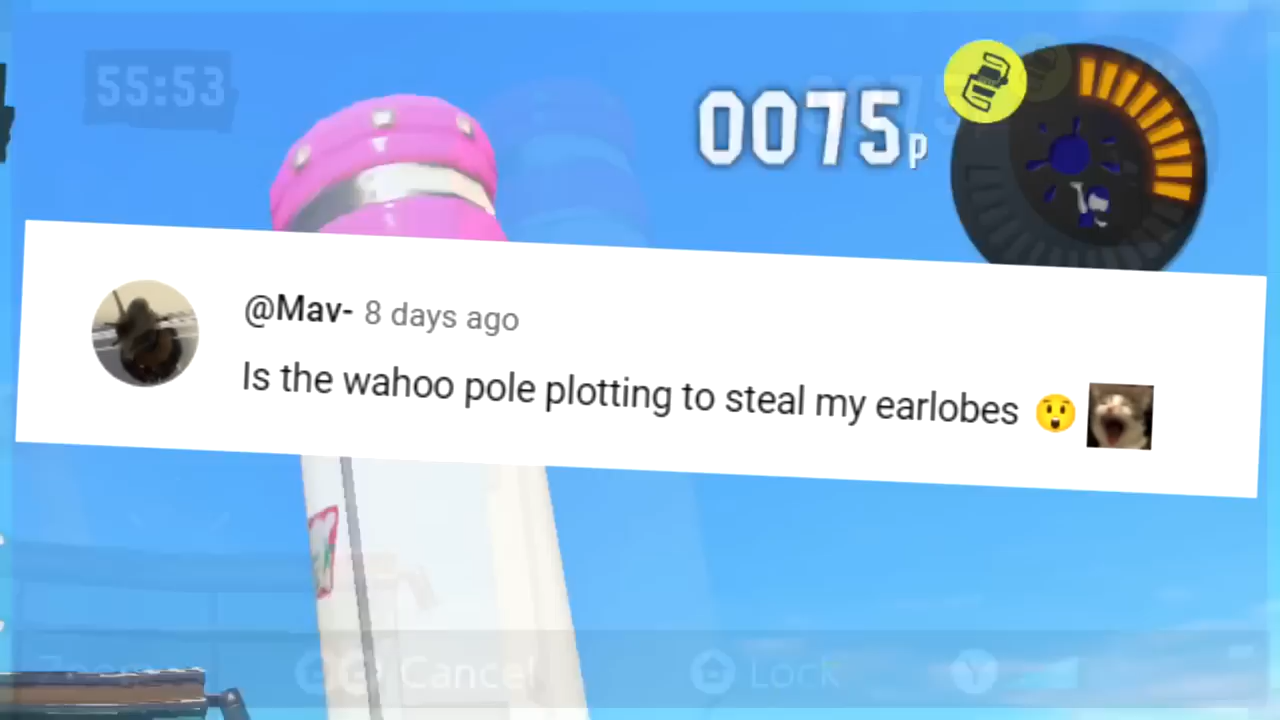 55:53
0075p
@Mav- 8 days ago
Is the wahoo pole plotting to steal my earlobes 😲
Cancel
Lock
Y